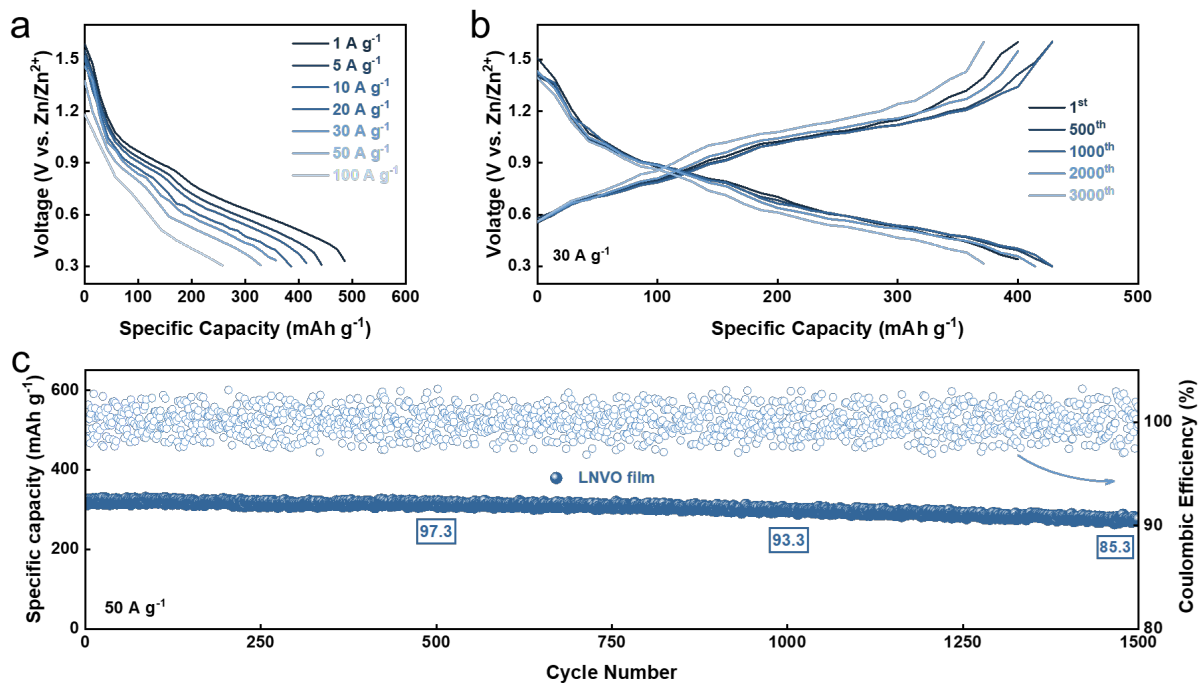 a
Voltage (V vs. Zn/Zn²⁺)
1.5
1.2
0.9
0.6
0.3
1 A g⁻¹
5 A g⁻¹
10 A g⁻¹
20 A g⁻¹
30 A g⁻¹
50 A g⁻¹
100 A g⁻¹
0 100 200 300 400 500 600
Specific Capacity (mAh g⁻¹)
b
Volatge (V vs. Zn/Zn²⁺)
1.5
1.2
0.9
0.6
0.3
1ˢᵗ
500ᵗʰ
1000ᵗʰ
2000ᵗʰ
3000ᵗʰ
30 A g⁻¹
0 100 200 300 400 500
Specific Capacity (mAh g⁻¹)
c
Specific capacity (mAh g⁻¹)
600
400
200
0
LNVO film
97.3
93.3
85.3
50 A g⁻¹
100
90
80
Coulombic Efficiency (%)
0 250 500 750 1000 1250 1500
Cycle Number